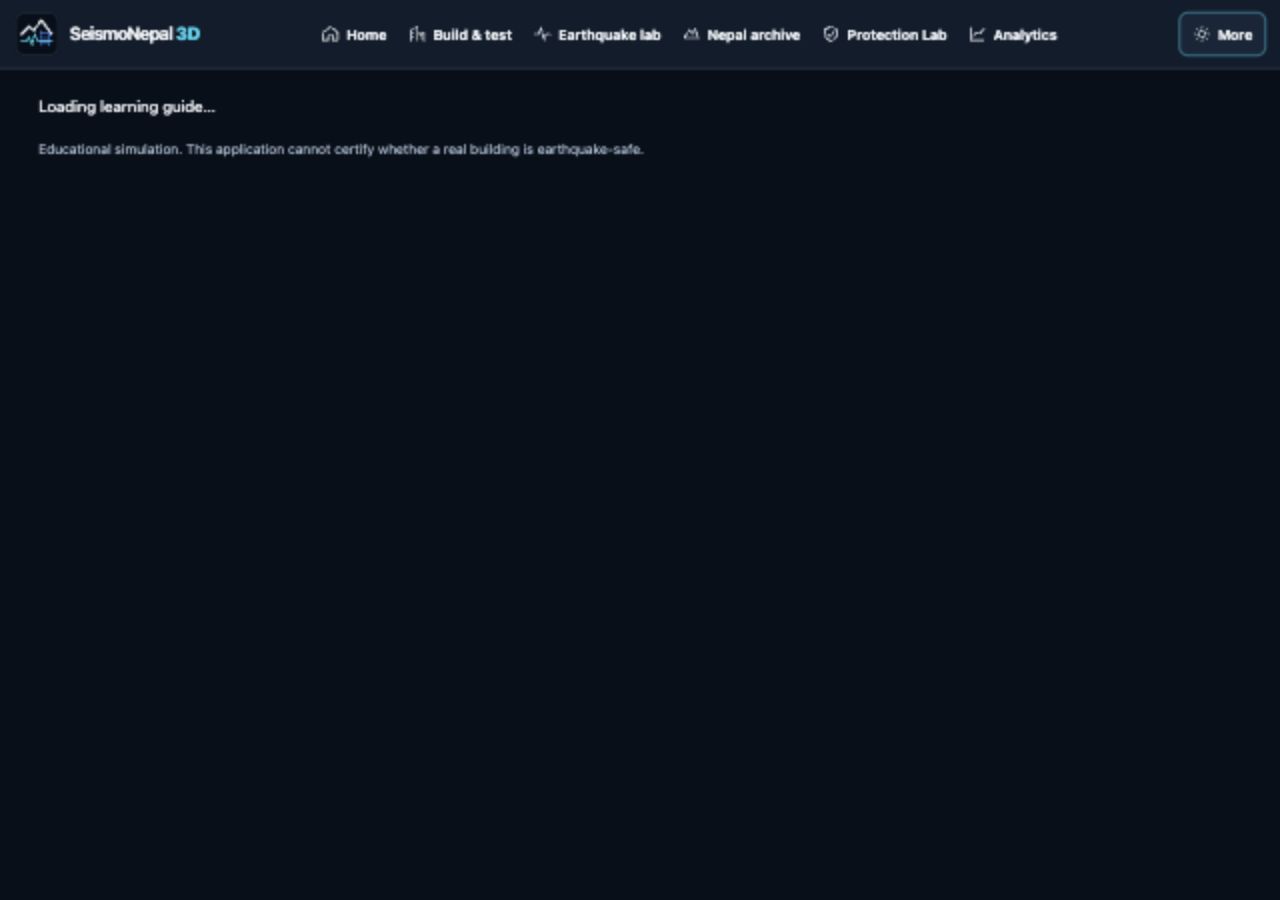 SeismoNepal 3D
Home
Build & test
Earthquake lab
Nepal archive
Protection Lab
Analytics
More
Loading learning guide...
Educational simulation. This application cannot certify whether a real building is earthquake-safe.